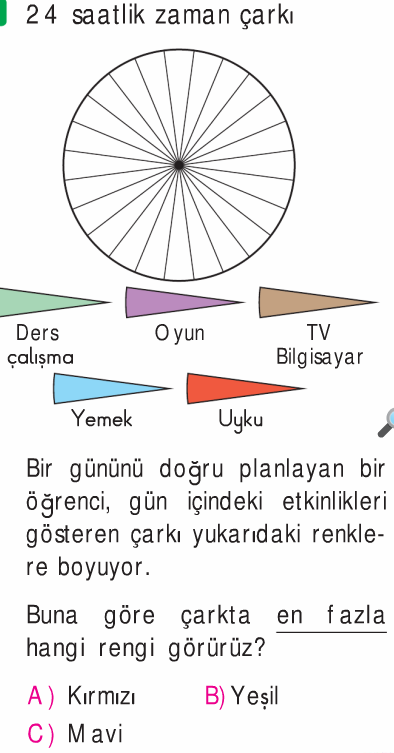 24 saatlik zaman çarkı
Ders
çalışma
Oyun
TV
Bilgisayar
Yemek
Uyku
Bir gününü doğru planlayan bir
öğrenci, gün içindeki etkinlikleri
gösteren çarkı yukarıdaki renkle-
re boyuyor.
Buna göre çarkta en fazla
hangi rengi görürüz?
A) Kırmızı B) Yeşil
C) Mavi